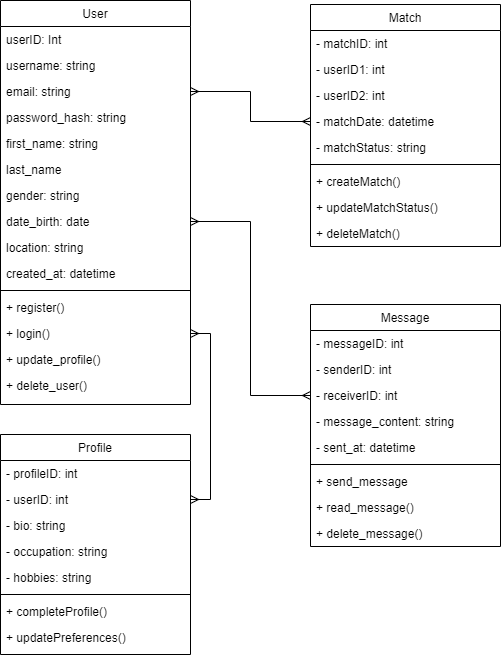 User
userID: Int
username: string
email: string
password_hash: string
first_name: string
last_name
gender: string
date_birth: date
location: string
created_at: datetime
+ register()
+ login()
+ update_profile()
+ delete_user()
Match
- matchID: int
- userID1: int
- userID2: int
- matchDate: datetime
- matchStatus: string
+ createMatch()
+ updateMatchStatus()
+ deleteMatch()
Message
- messageID: int
- senderID: int
- receiverID: int
- message_content: string
- sent_at: datetime
+ send_message
+ read_message()
+ delete_message()
Profile
- profileID: int
- userID: int
- bio: string
- occupation: string
- hobbies: string
+ completeProfile()
+ updatePreferences()